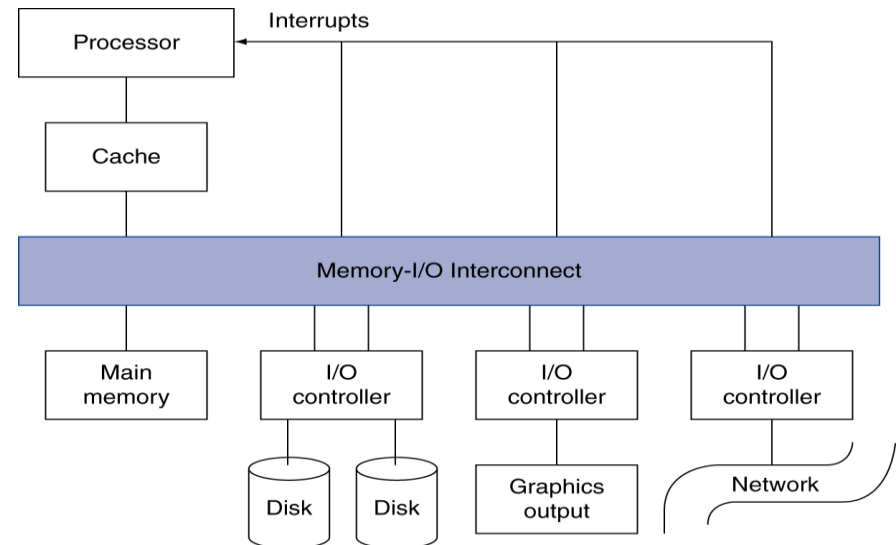 Interrupts
Processor
Cache
Memory-I/O Interconnect
Main
memory
I/O
controller
I/O
controller
I/O
controller
Disk
Disk
Graphics
output
Network